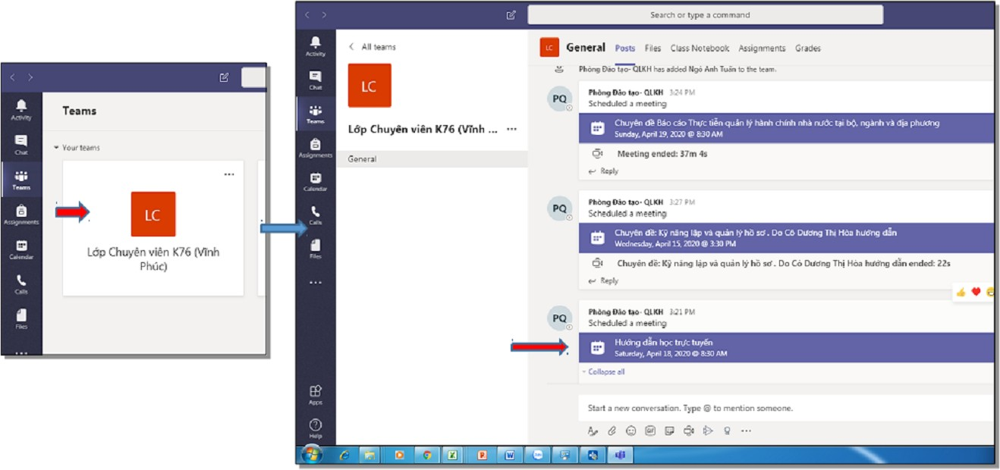 Teams
Your teams
Activity
Chat
Teams
Assignments
Calendar
Calls
Files
LC
Lớp Chuyên viên K76 (Vĩnh
Phúc)
Search or type a command
Activity
Chat
Teams
Assignments
Calendar
Calls
Files
Apps
Help
All teams
LC
Lớp Chuyên viên K76 (Vĩnh ...
General
LC General Posts Files Class Notebook Assignments Grades
Phòng Đào tạo- QLKH has added Ngô Anh Tuấn to the team.
PQ
Phòng Đào tạo- QLKH 3:24 PM
Scheduled a meeting
Chuyên đề Báo cáo Thực tiễn quản lý hành chính nhà nước tại bộ, ngành và địa phương
Sunday, April 19, 2020 @ 8:30 AM
Meeting ended: 37m 4s
Reply
PQ
Phòng Đào tạo- QLKH 3:27 PM
Scheduled a meeting
Chuyên đề: Kỹ năng lập và quản lý hồ sơ . Do Cô Dương Thị Hòa hướng dẫn
Wednesday, April 15, 2020 @ 3:30 PM
Chuyên đề: Kỹ năng lập và quản lý hồ sơ . Do Cô Dương Thị Hòa hướng dẫn ended: 22s
Reply
PQ
Phòng Đào tạo- QLKH 3:21 PM
Scheduled a meeting
Hướng dẫn học trực tuyến
Saturday, April 18, 2020 @ 8:30 AM
Collapse all
Start a new conversation. Type @ to mention someone.
GIF